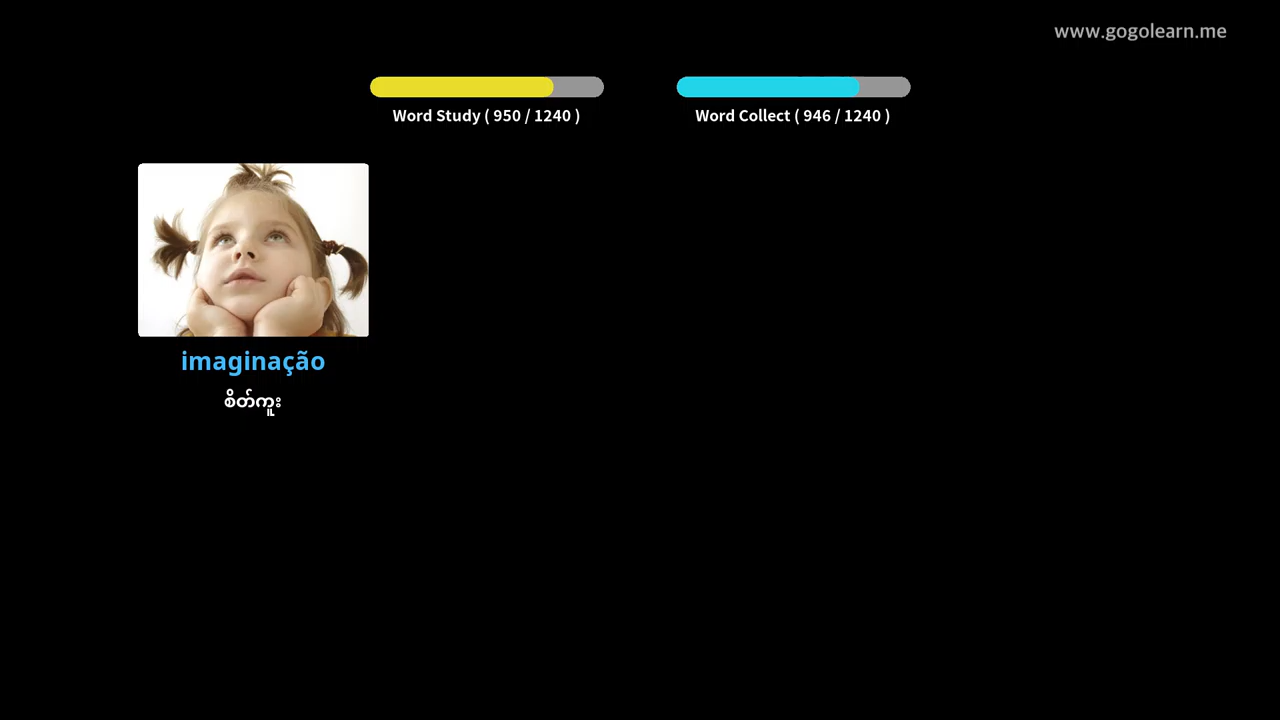 www.gogolearn.me
Word Study ( 950 / 1240 )
Word Collect ( 946 / 1240 )
imaginação
စိတ်ကူး